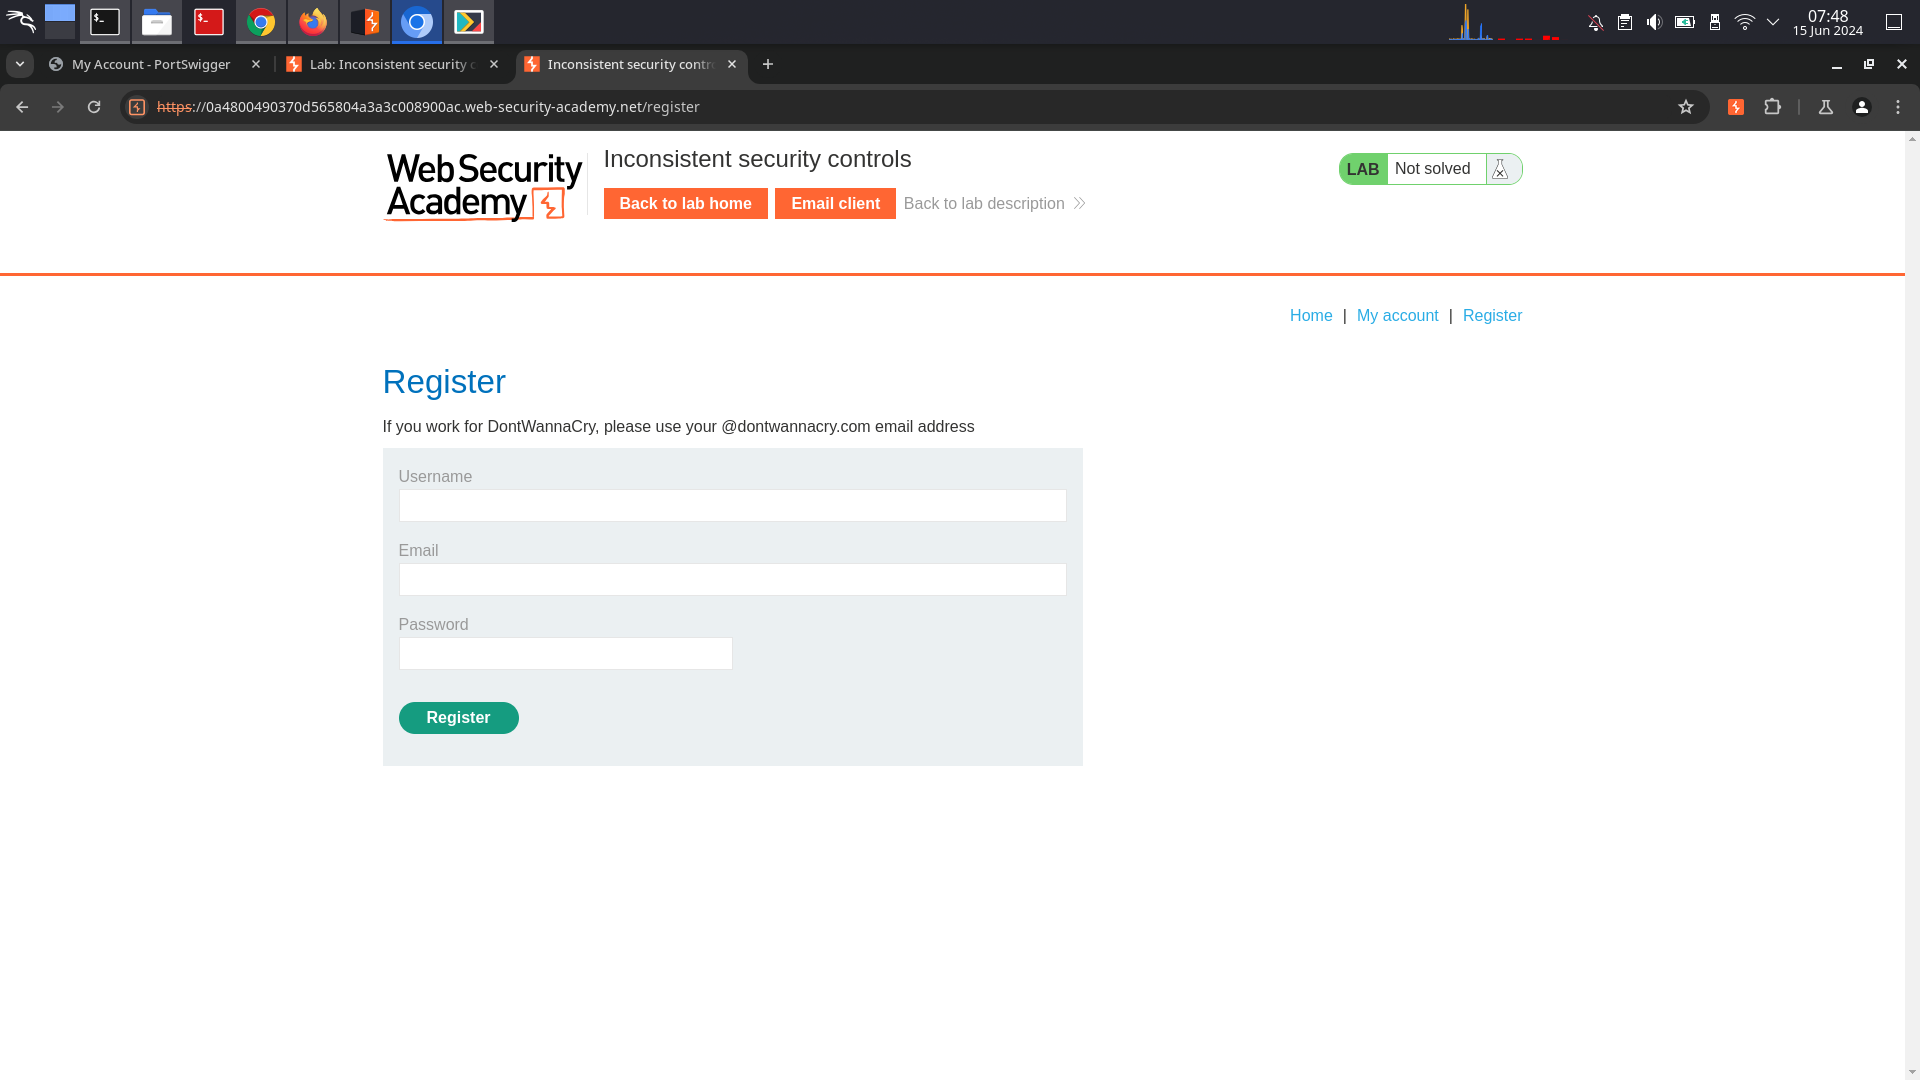 07:48
15 Jun 2024
My Account - PortSwigger
Lab: Inconsistent security c
Inconsistent security contr
https://0a4800490370d565804a3a3c008900ac.web-security-academy.net/register
Web Security
Academy
Inconsistent security controls
Back to lab home
Email client
Back to lab description
LAB
Not solved
Home | My account | Register
Register
If you work for DontWannaCry, please use your @dontwannacry.com email address
Username
Email
Password
Register